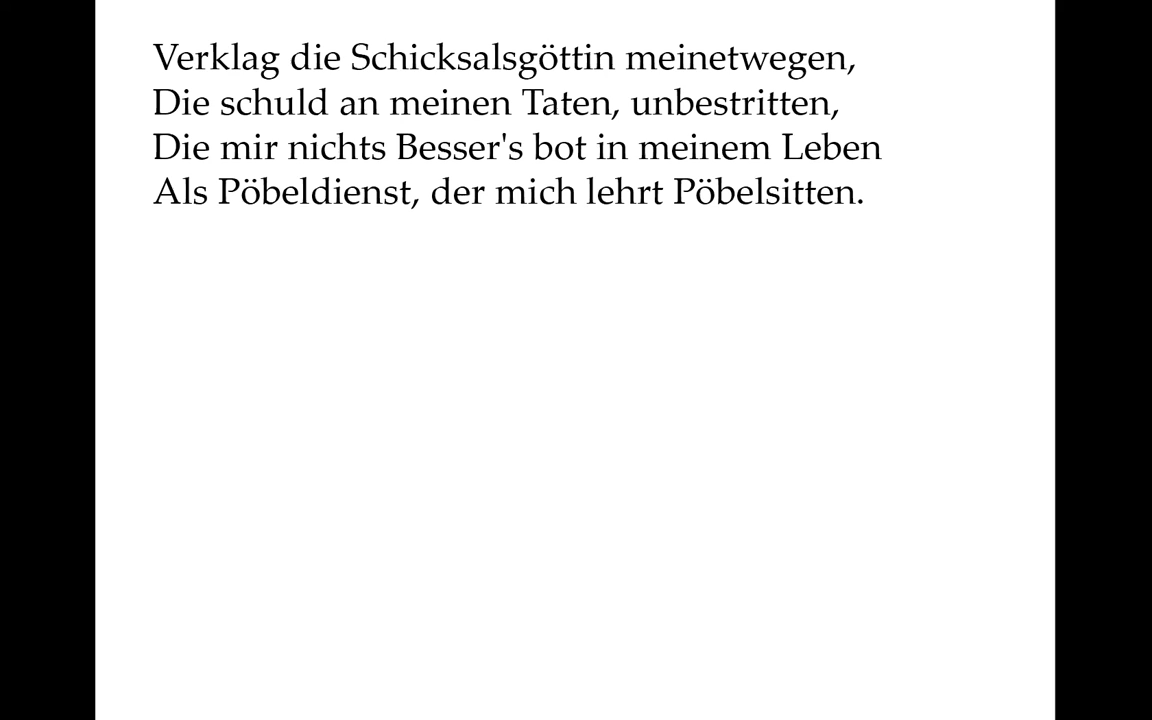 Verklag die Schicksalsgöttin meinetwegen,
Die schuld an meinen Taten, unbestritten,
Die mir nichts Besser's bot in meinem Leben
Als Pöbeldienst, der mich lehrt Pöbelsitten.